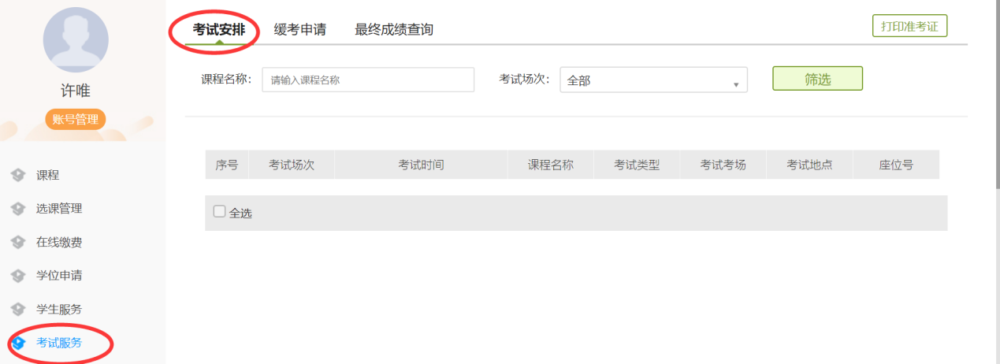 许唯
账号管理
课程
选课管理
在线缴费
学位申请
学生服务
考试服务
考试安排 缓考申请 最终成绩查询 打印准考证
课程名称: 请输入课程名称 考试场次: 全部 筛选
序号 考试场次 考试时间 课程名称 考试类型 考试考场 考试地点 座位号
全选